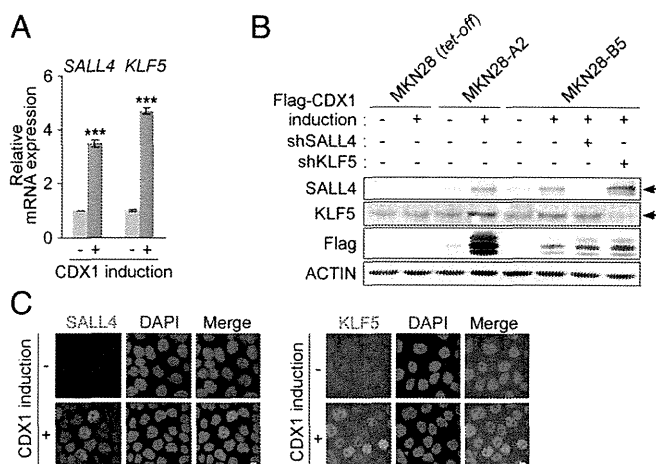 A
SALL4 KLF5
*** ***
Relative
mRNA expression
6
4
2
0
- + - +
CDX1 induction
B
MKN28 (tet-off)
MKN28-A2
MKN28-B5
Flag-CDX1
induction : - + - + - + + +
shSALL4 : - - - - - - + -
shKLF5 : - - - - - - - +
SALL4
KLF5
Flag
ACTIN
C
SALL4 DAPI Merge
CDX1 induction
-
+
KLF5 DAPI Merge
CDX1 induction
-
+